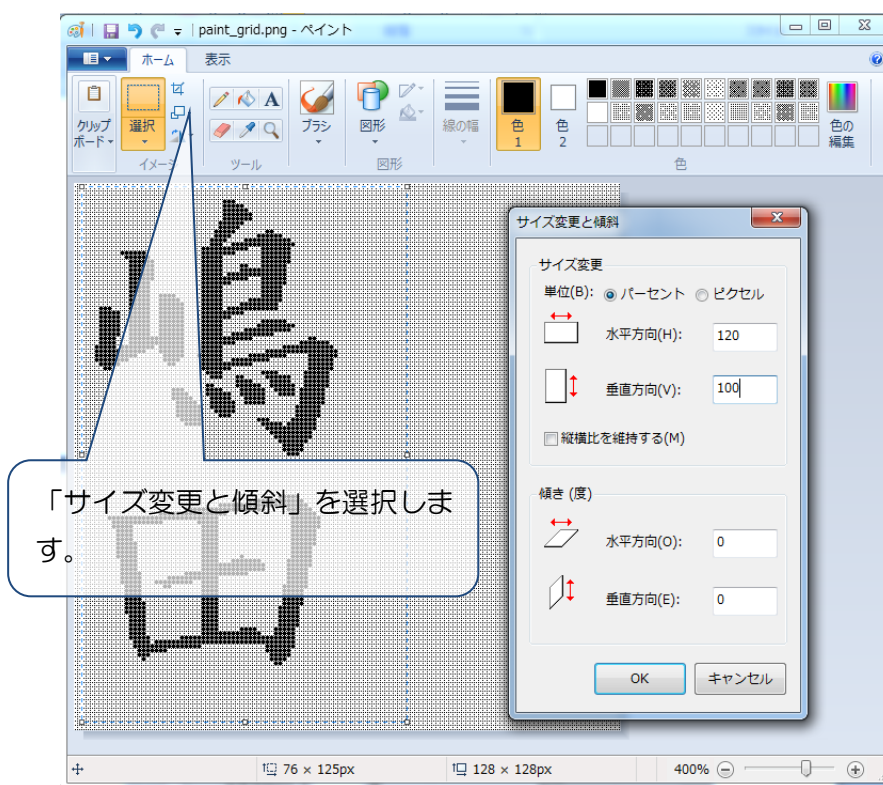 paint_grid.png - ペイント
ホーム 表示
クリップ
ボード
選択
イメージ
A
ツール
ブラシ
図形
図形
線の幅
色
1
色
2
色
色の
編集
サイズ変更と傾斜
サイズ変更
単位(B): パーセント ピクセル
水平方向(H): 120
垂直方向(V): 100
縦横比を維持する(M)
傾き (度)
水平方向(O): 0
垂直方向(E): 0
OK キャンセル
「サイズ変更と傾斜」を選択しま
す。
76 × 125px 128 × 128px 400%